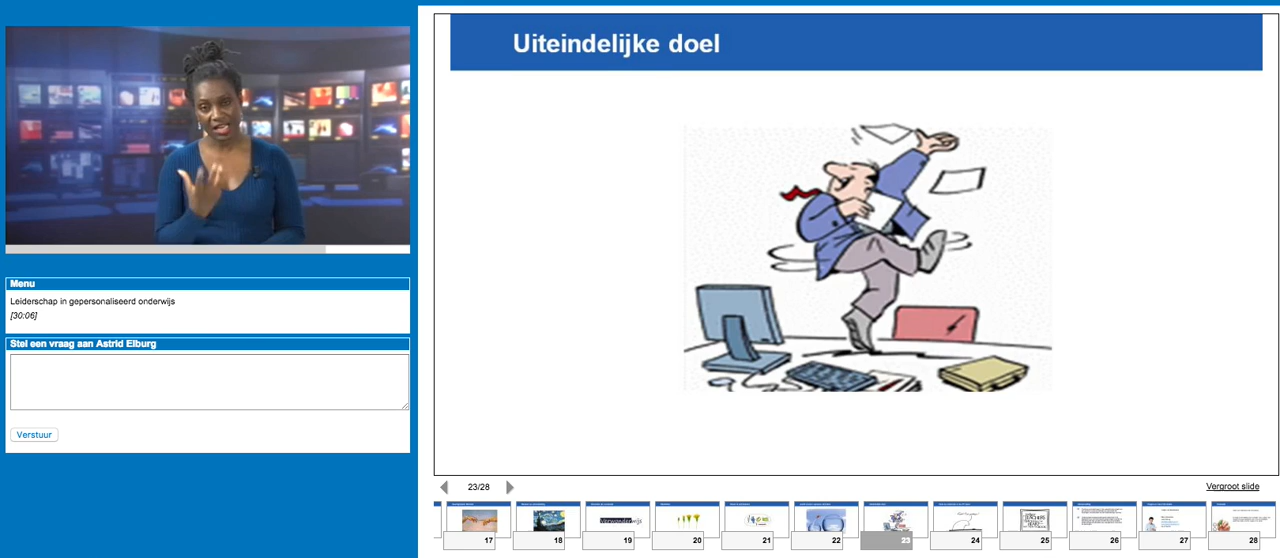 Uiteindelijke doel
Menu
Leiderschap in gepersonaliseerd onderwijs
[30:06]
Stel een vraag aan Astrid Elburg
Verstuur
23/28
Vergroot slide
17
18
19
20
21
22
23
24
25
26
27
28